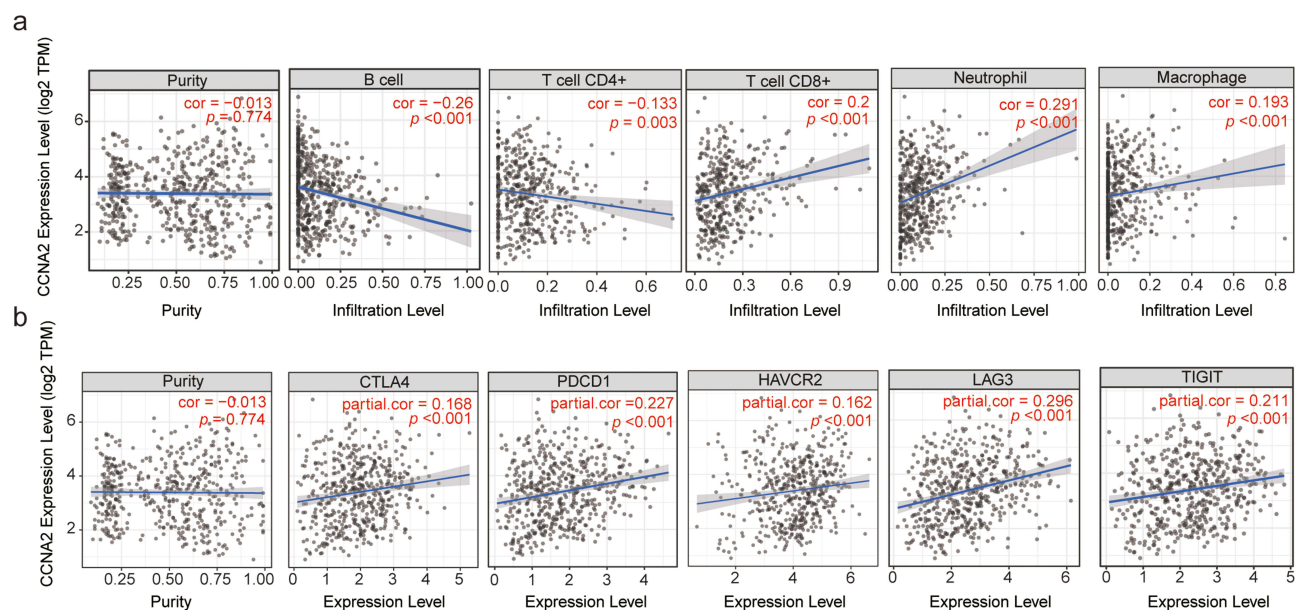 a
CCNA2 Expression Level (log2 TPM)
Purity
cor = −0.013
p = 0.774
6
4
2
0.25 0.50 0.75 1.00
Purity
B cell
cor = −0.26
p <0.001
0.00 0.25 0.50 0.75 1.00
Infiltration Level
T cell CD4+
cor = −0.133
p = 0.003
0.0 0.2 0.4 0.6
Infiltration Level
T cell CD8+
cor = 0.2
p <0.001
0.0 0.3 0.6 0.9
Infiltration Level
Neutrophil
cor = 0.291
p <0.001
0.00 0.25 0.50 0.75 1.00
Infiltration Level
Macrophage
cor = 0.193
p <0.001
0.0 0.2 0.4 0.6 0.8
Infiltration Level
b
CCNA2 Expression Level (log2 TPM)
Purity
cor = −0.013
p = 0.774
6
4
2
0.25 0.50 0.75 1.00
Purity
CTLA4
partial.cor = 0.168
p <0.001
0 1 2 3 4 5
Expression Level
PDCD1
partial.cor =0.227
p <0.001
0 1 2 3 4
Expression Level
HAVCR2
partial.cor = 0.162
p <0.001
2 4 6
Expression Level
LAG3
partial.cor = 0.296
p <0.001
0 2 4 6
Expression Level
TIGIT
partial.cor = 0.211
p <0.001
0 1 2 3 4 5
Expression Level